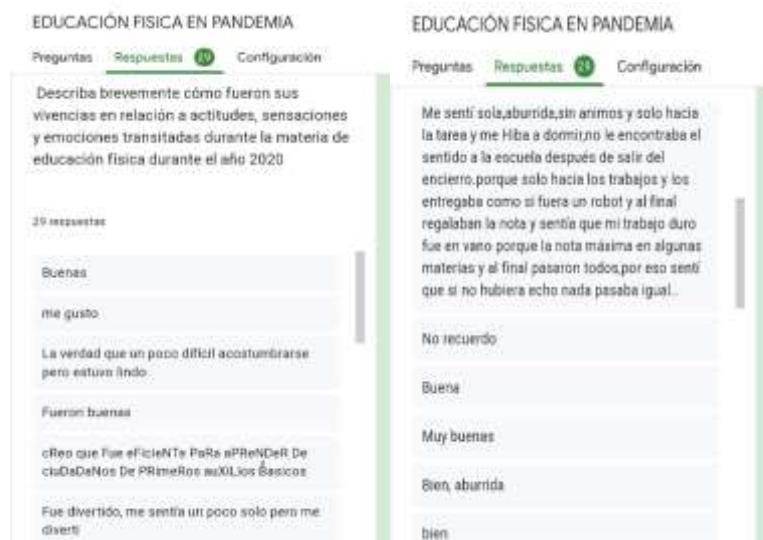 EDUCACIÓN FISICA EN PANDEMIA
Preguntas Respuestas 29 Configuración
Describa brevemente cómo fueron sus
vivencias en relación a actitudes, sensaciones
y emociones transitadas durante la materia de
educación física durante el año 2020
29 respuestas
Buenas
me gusto
La verdad que un poco difícil acostumbrarse
pero estuvo lindo
Fueron buenas
cReo que Fue eFicieNTe PaRa aPReNDeR De
ciuDaDaNos De PRimeRos auXiLios Basicos
Fue divertido, me sentía un poco solo pero me
divertí
EDUCACIÓN FISICA EN PANDEMIA
Preguntas Respuestas 29 Configuración
Me sentí sola,aburrida,sin animos y solo hacia
la tarea y me Hiba a dormir,no le encontraba el
sentido a la escuela después de salir del
encierro.porque solo hacia los trabajos y los
entregaba como si fuera un robot y al final
regalaban la nota y sentía que mi trabajo duro
fue en vano porque la nota máxima en algunas
materias y al final pasaron todos,por eso sentí
que si no hubiera echo nada pasaba igual..
No recuerdo
Buena
Muy buenas
Bien, aburrida
bien